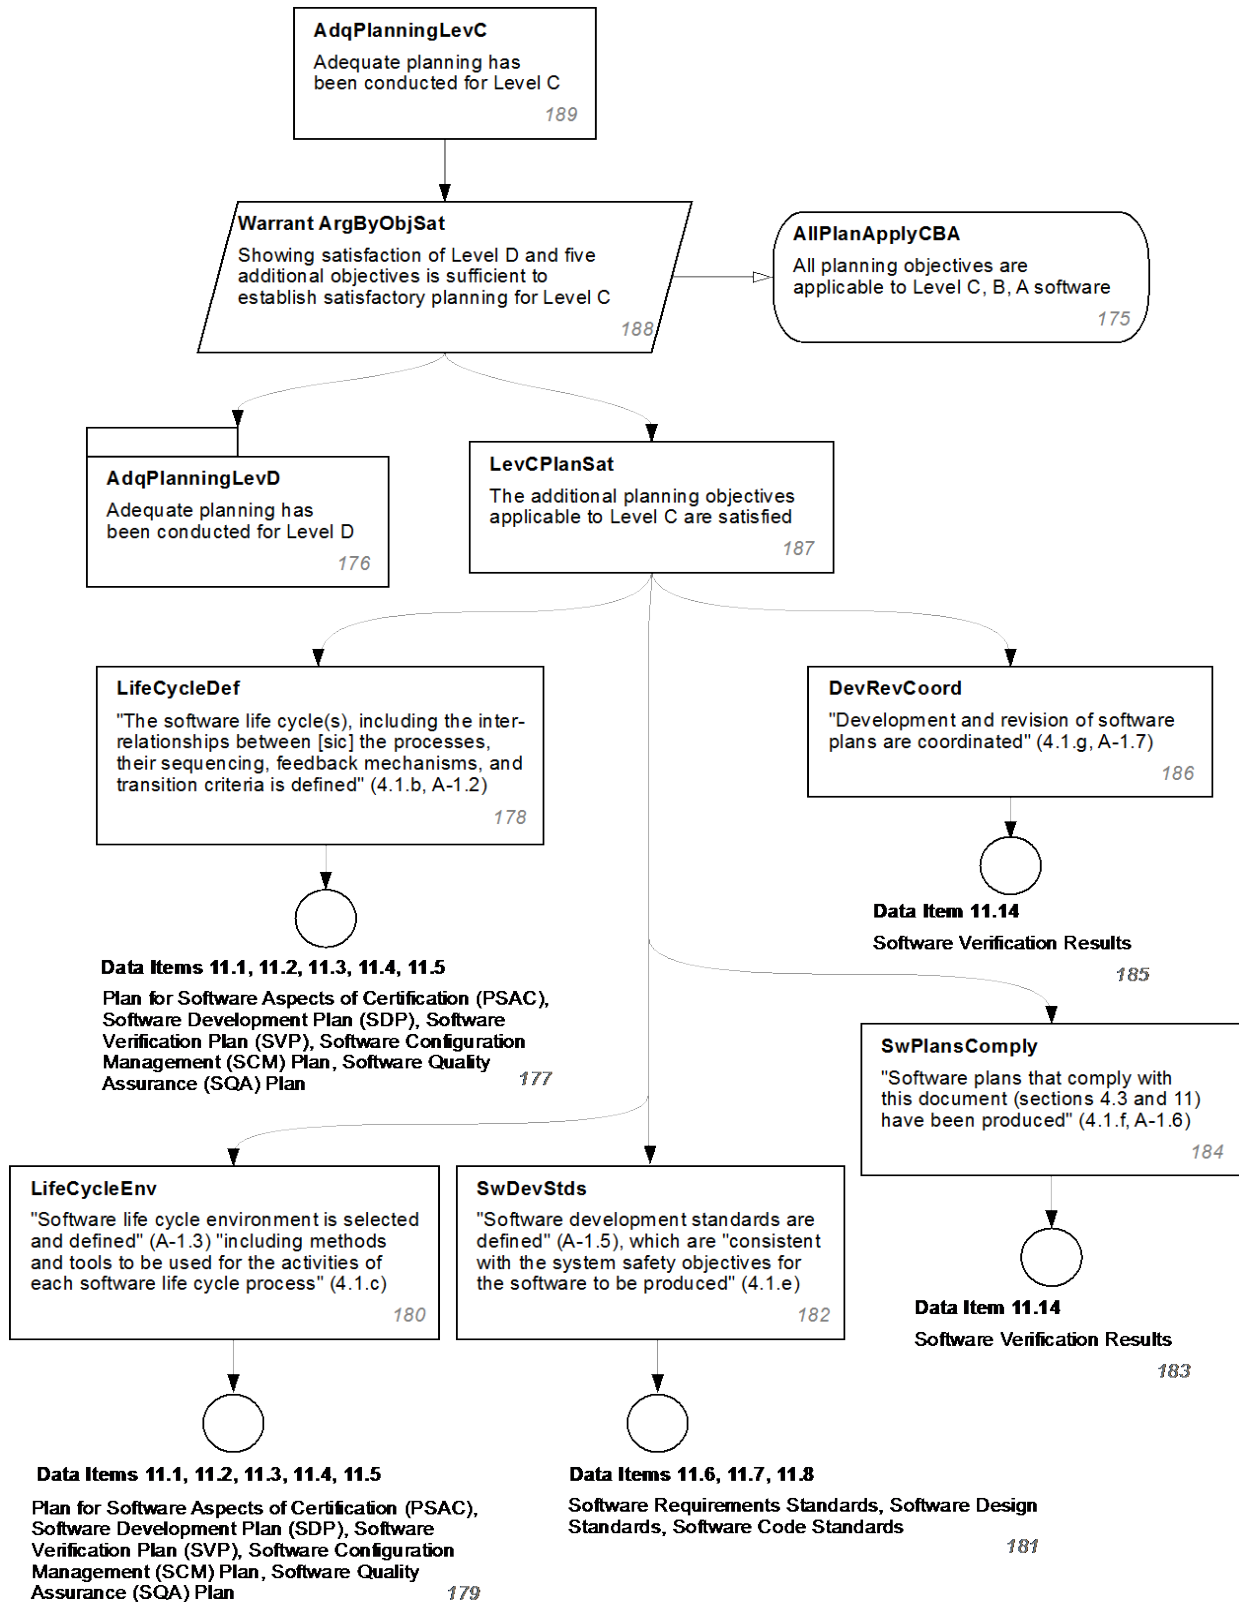 AdqPlanningLevC
Adequate planning has
been conducted for Level C
189
Warrant ArgByObjSat
Showing satisfaction of Level D and five
additional objectives is sufficient to
establish satisfactory planning for Level C
188
AllPlanApplyCBA
All planning objectives are
applicable to Level C, B, A software
175
AdqPlanningLevD
Adequate planning has
been conducted for Level D
176
LevCPlanSat
The additional planning objectives
applicable to Level C are satisfied
187
LifeCycleDef
"The software life cycle(s), including the inter-
relationships between [sic] the processes,
their sequencing, feedback mechanisms, and
transition criteria is defined" (4.1.b, A-1.2)
178
DevRevCoord
"Development and revision of software
plans are coordinated" (4.1.g, A-1.7)
186
Data Item 11.14
Software Verification Results
185
Data Items 11.1, 11.2, 11.3, 11.4, 11.5
Plan for Software Aspects of Certification (PSAC),
Software Development Plan (SDP), Software
Verification Plan (SVP), Software Configuration
Management (SCM) Plan, Software Quality
Assurance (SQA) Plan
177
SwPlansComply
"Software plans that comply with
this document (sections 4.3 and 11)
have been produced" (4.1.f, A-1.6)
184
LifeCycleEnv
"Software life cycle environment is selected
and defined" (A-1.3) "including methods
and tools to be used for the activities of
each software life cycle process" (4.1.c)
180
SwDevStds
"Software development standards are
defined" (A-1.5), which are "consistent
with the system safety objectives for
the software to be produced" (4.1.e)
182
Data Item 11.14
Software Verification Results
183
Data Items 11.1, 11.2, 11.3, 11.4, 11.5
Plan for Software Aspects of Certification (PSAC),
Software Development Plan (SDP), Software
Verification Plan (SVP), Software Configuration
Management (SCM) Plan, Software Quality
Assurance (SQA) Plan
179
Data Items 11.6, 11.7, 11.8
Software Requirements Standards, Software Design
Standards, Software Code Standards
181